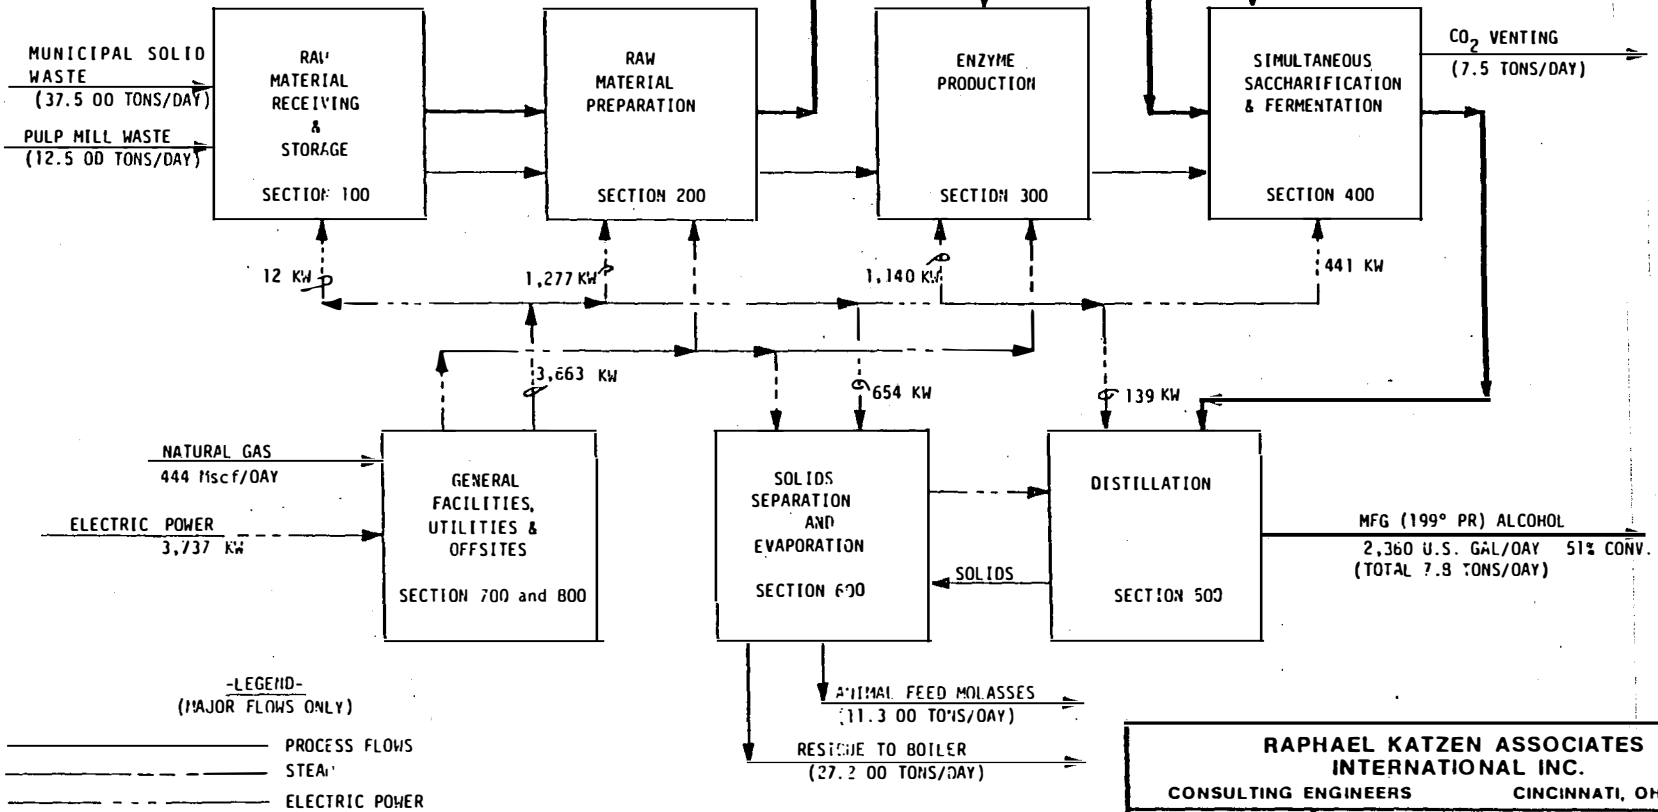 MUNICIPAL SOLID
WASTE
(37.5 OD TONS/DAY)
PULP MILL WASTE
(12.5 OD TONS/DAY)
RAW
MATERIAL
RECEIVING
&
STORAGE
SECTION 100
RAW
MATERIAL
PREPARATION
SECTION 200
ENZYME
PRODUCTION
SECTION 300
SIMULTANEOUS
SACCHARIFICATION
& FERMENTATION
SECTION 400
CO2 VENTING
(7.5 TONS/DAY)
12 KW
1,277 KW
1,140 KW
441 KW
3,663 KW
654 KW
139 KW
NATURAL GAS
444 Mscf/DAY
ELECTRIC POWER
3,737 KW
GENERAL
FACILITIES,
UTILITIES &
OFFSITES
SECTION 700 and 800
SOLIDS
SEPARATION
AND
EVAPORATION
SECTION 600
SOLIDS
DISTILLATION
SECTION 500
MFG (199° PR) ALCOHOL
2,360 U.S. GAL/DAY 51% CONV.
(TOTAL 7.8 TONS/DAY)
ANIMAL FEED MOLASSES
(11.3 OD TONS/DAY)
RESIDUE TO BOILER
(27.2 OD TONS/DAY)
-LEGEND-
(MAJOR FLOWS ONLY)
PROCESS FLOWS
STEAM
ELECTRIC POWER
RAPHAEL KATZEN ASSOCIATES
INTERNATIONAL INC.
CONSULTING ENGINEERS CINCINNATI, OH